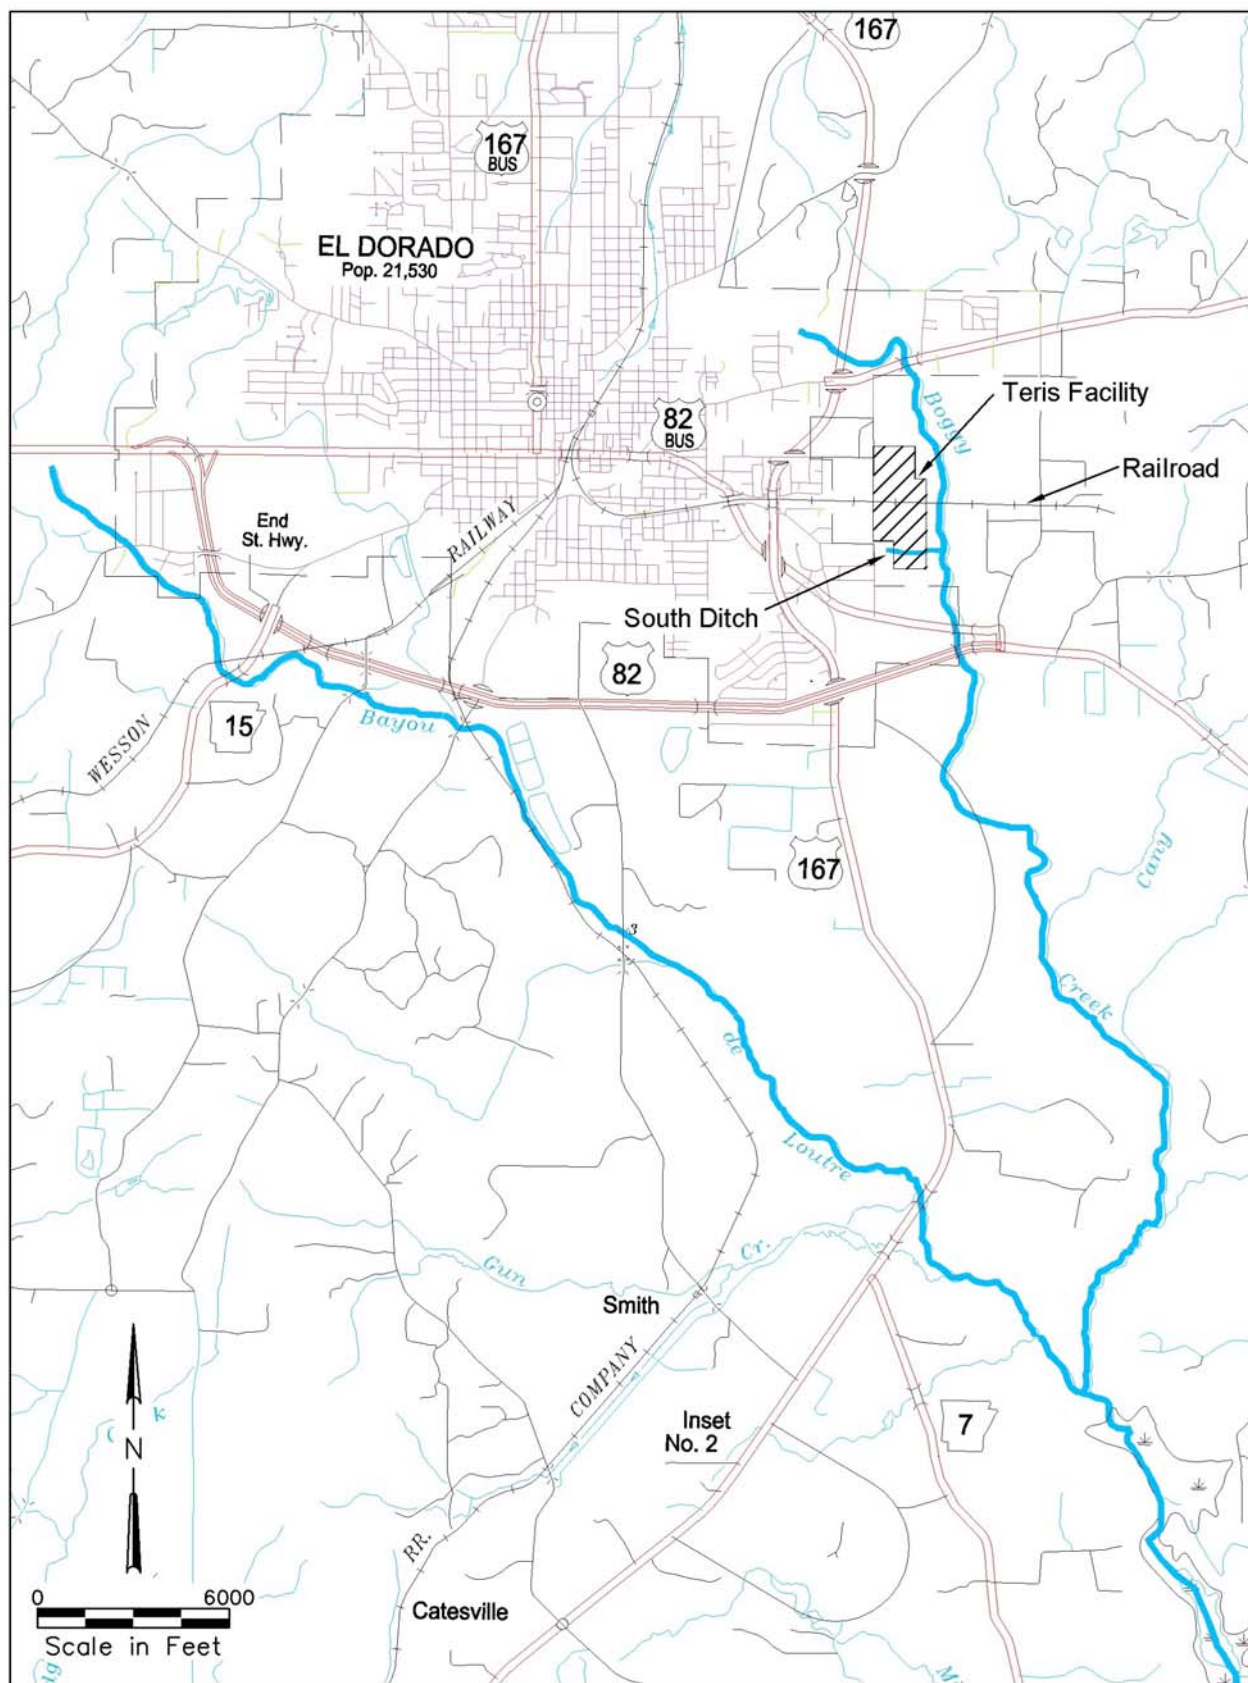 167
167
BUS
EL DORADO
Pop. 21,530
82
BUS
Boggy
Teris Facility
Railroad
End
St. Hwy.
RAILWAY
South Ditch
82
15
Bayou
WESSON
167
Cany
3
Creek
de
Loutre
Gun
Cr.
Smith
COMPANY
Inset
No. 2
7
k
N
RR.
0 6000
Scale in Feet
Catesville